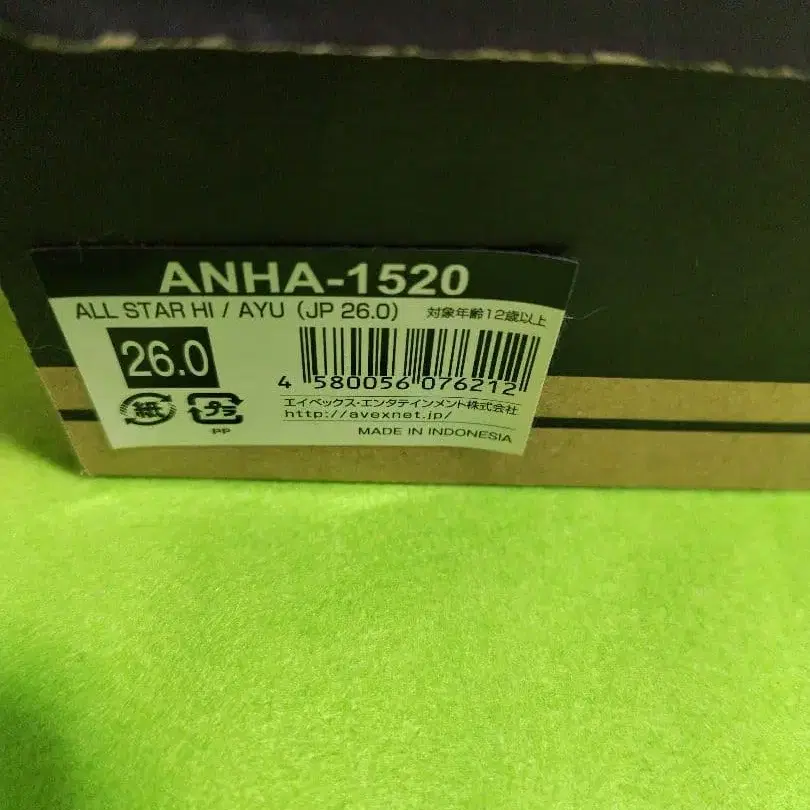 ANHA-1520
ALL STAR HI / AYU (JP 26.0) 対象年齢12歳以上
26.0
4 580056 076212
エイベックス・エンタテインメント株式会社
http://avexnet.jp/
紙 プラ
PP
MADE IN INDONESIA